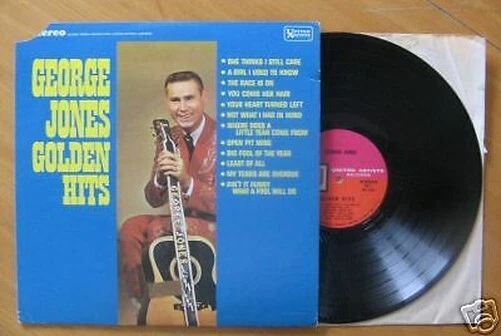 stereo
UNITED
ARTISTS
GEORGE
JONES
GOLDEN
HITS
• SHE THINKS I STILL CARE
• A GIRL I USED TO KNOW
• THE RACE IS ON
• YOU COMB HER HAIR
• YOUR HEART TURNED LEFT
• NOT WHAT I HAD IN MIND
• WHERE DOES A
LITTLE TEAR COME FROM
• OPEN PIT MINE
• BIG FOOL OF THE YEAR
• LEAST OF ALL
• MY TEARS ARE OVERDUE
• AIN'T IT FUNNY
WHAT A FOOL WILL DO
GEORGE JONES
UNITED ARTISTS
RECORDS